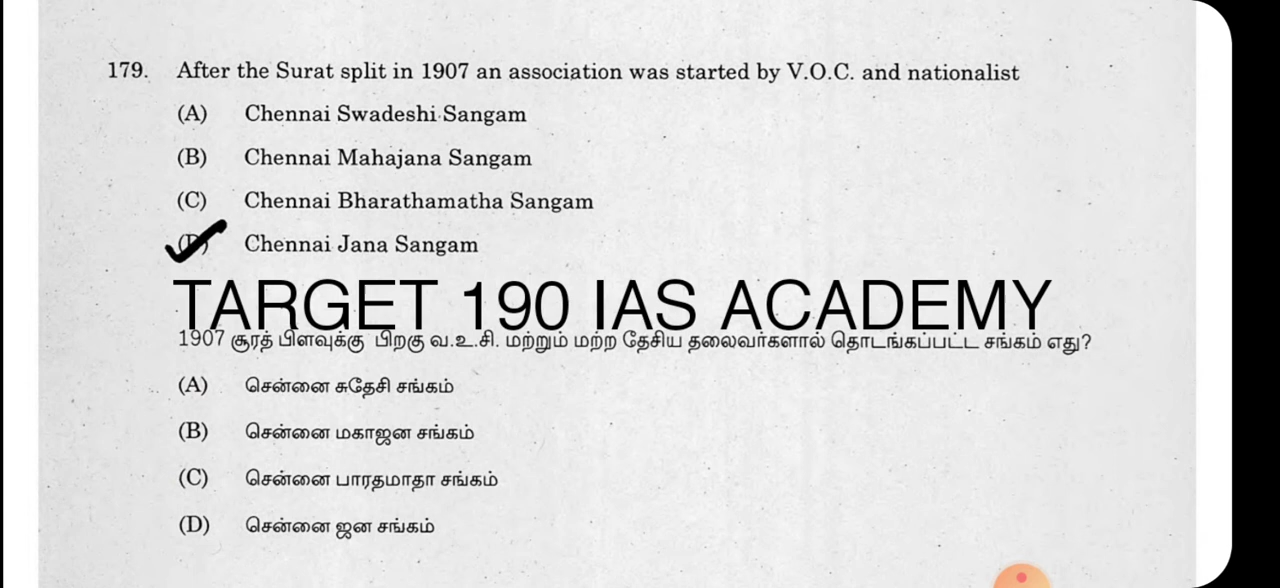 179. After the Surat split in 1907 an association was started by V.O.C. and nationalist
(A) Chennai Swadeshi Sangam
(B) Chennai Mahajana Sangam
(C) Chennai Bharathamatha Sangam
(D) Chennai Jana Sangam
TARGET 190 IAS ACADEMY
1907 சூரத் பிளவுக்கு பிறகு வ.உ.சி. மற்றும் மற்ற தேசிய தலைவர்களால் தொடங்கப்பட்ட சங்கம் எது?
(A) சென்னை சுதேசி சங்கம்
(B) சென்னை மகாஜன சங்கம்
(C) சென்னை பாரதமாதா சங்கம்
(D) சென்னை ஜன சங்கம்